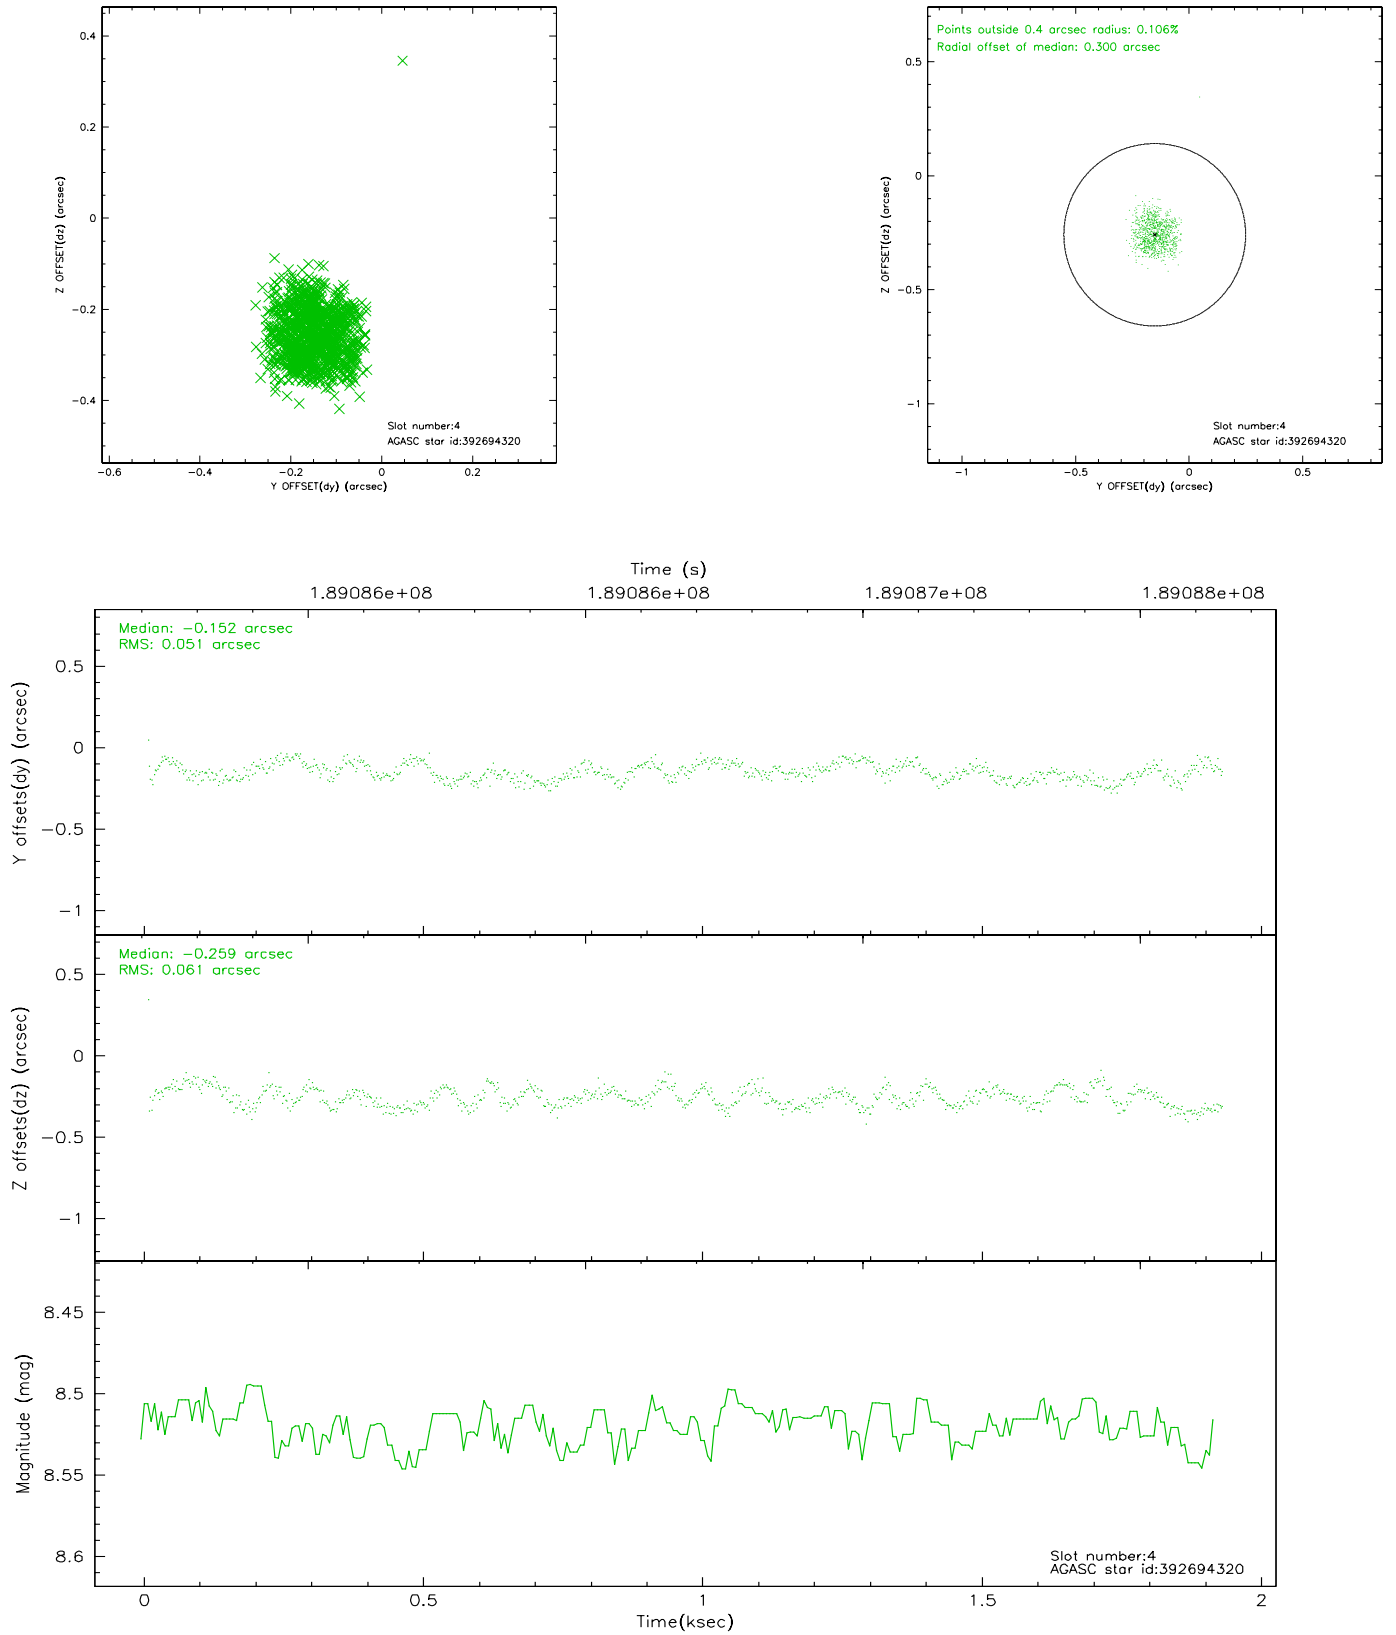 0.4
0.2
0
−0.2
−0.4
Z OFFSET(dz) (arcsec)
−0.6
−0.4
−0.2
0
0.2
Y OFFSET(dy) (arcsec)
Slot number:4
AGASC star id:392694320
Points outside 0.4 arcsec radius: 0.106%
Radial offset of median: 0.300 arcsec
0.5
0
−0.5
−1
Z OFFSET(dz) (arcsec)
−1
−0.5
0
0.5
Y OFFSET(dy) (arcsec)
Slot number:4
AGASC star id:392694320
Time (s)
1.89086e+08
1.89086e+08
1.89087e+08
1.89088e+08
Median: −0.152 arcsec
RMS: 0.051 arcsec
0.5
0
−0.5
−1
Y offsets(dy) (arcsec)
Median: −0.259 arcsec
RMS: 0.061 arcsec
0.5
0
−0.5
−1
Z offsets(dz) (arcsec)
8.45
8.5
8.55
8.6
Magnitude (mag)
Slot number:4
AGASC star id:392694320
0
0.5
1
1.5
2
Time(ksec)